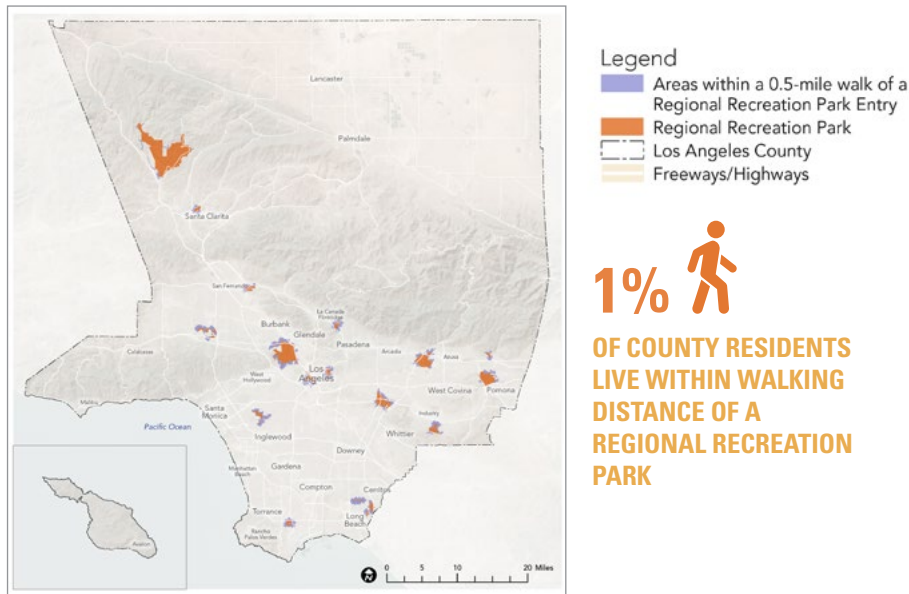 Lancaster
Palmdale
Santa Clarita
San Fernando
La Canada
Flintridge
Burbank
Glendale
Pasadena
Calabasas
Arcadia
Azusa
West
Hollywood
Los
Angeles
West Covina
Pomona
Malibu
Santa
Monica
Industry
Pacific Ocean
Inglewood
Whittier
Downey
Manhattan
Beach
Gardena
Compton
Cerritos
Torrance
Long
Beach
Rancho
Palos Verdes
Avalon
N
0 5 10 20 Miles
Legend
Areas within a 0.5-mile walk of a
Regional Recreation Park Entry
Regional Recreation Park
Los Angeles County
Freeways/Highways
1%
OF COUNTY RESIDENTS
LIVE WITHIN WALKING
DISTANCE OF A
REGIONAL RECREATION
PARK